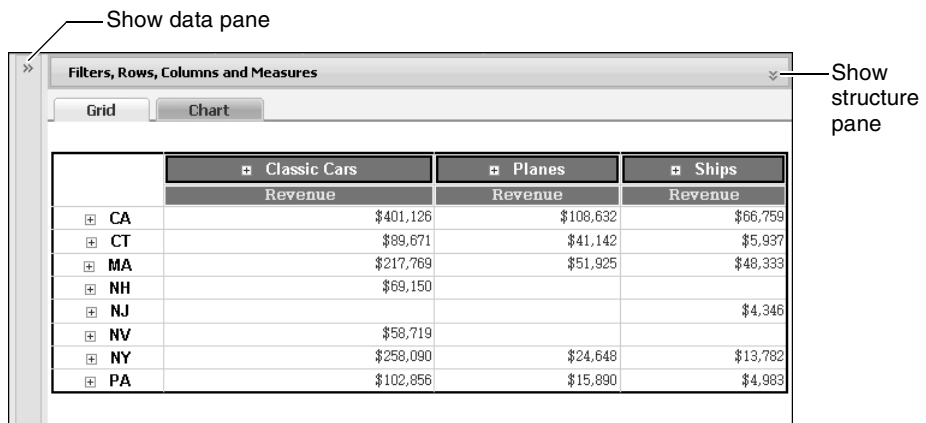 Show data pane
Filters, Rows, Columns and Measures
Show
structure
pane
Grid Chart
Classic Cars Planes Ships
Revenue Revenue Revenue
CA $401,126 $108,632 $66,759
CT $89,671 $41,142 $5,937
MA $217,769 $51,925 $48,333
NH $69,150
NJ $4,346
NV $58,719
NY $258,090 $24,648 $13,782
PA $102,856 $15,890 $4,983